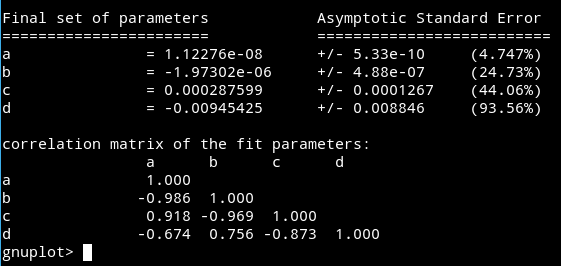 Final set of parameters            Asymptotic Standard Error
=======================            ==========================
a               = 1.12276e-08      +/- 5.33e-10     (4.747%)
b               = -1.97302e-06     +/- 4.88e-07     (24.73%)
c               = 0.000287599      +/- 0.0001267    (44.06%)
d               = -0.00945425      +/- 0.008846     (93.56%)
correlation matrix of the fit parameters:
                a      b      c      d
a               1.000
b              -0.986  1.000
c               0.918 -0.969  1.000
d              -0.674  0.756 -0.873  1.000
gnuplot>